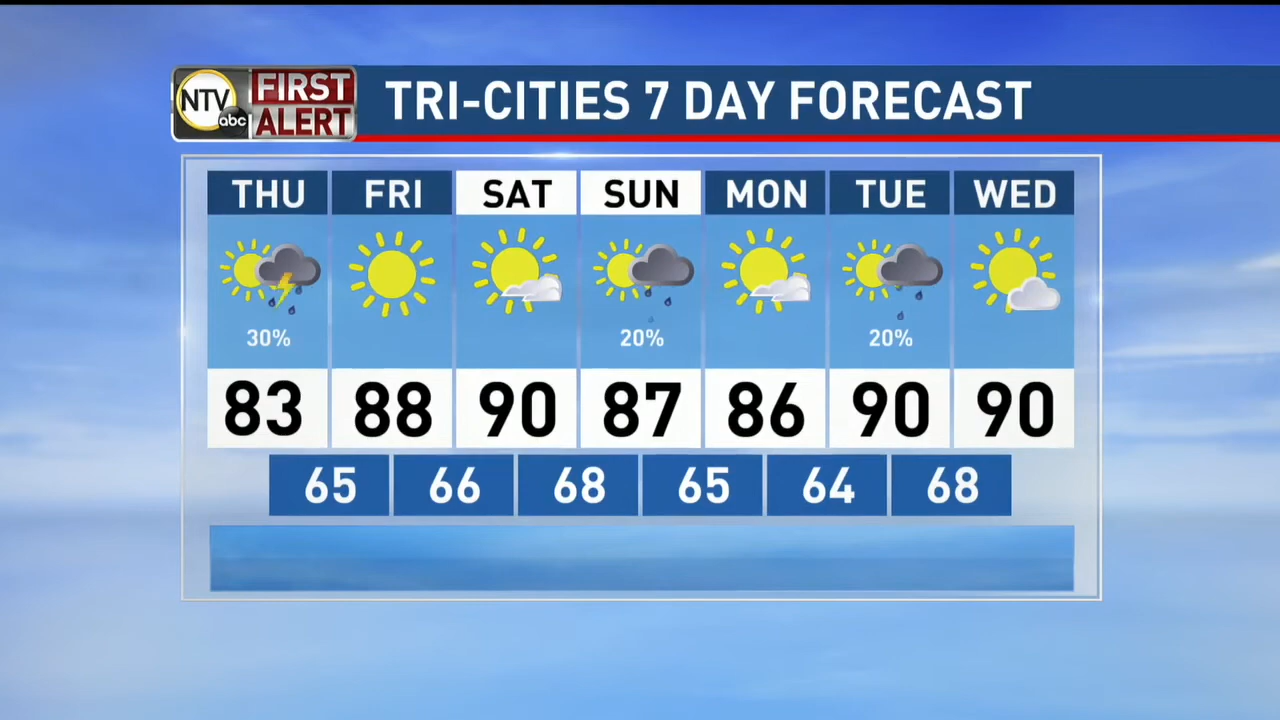 NTV
abc
FIRST
ALERT
TRI-CITIES 7 DAY FORECAST
THU FRI SAT SUN MON TUE WED
30% 20% 20%
83 88 90 87 86 90 90
65 66 68 65 64 68